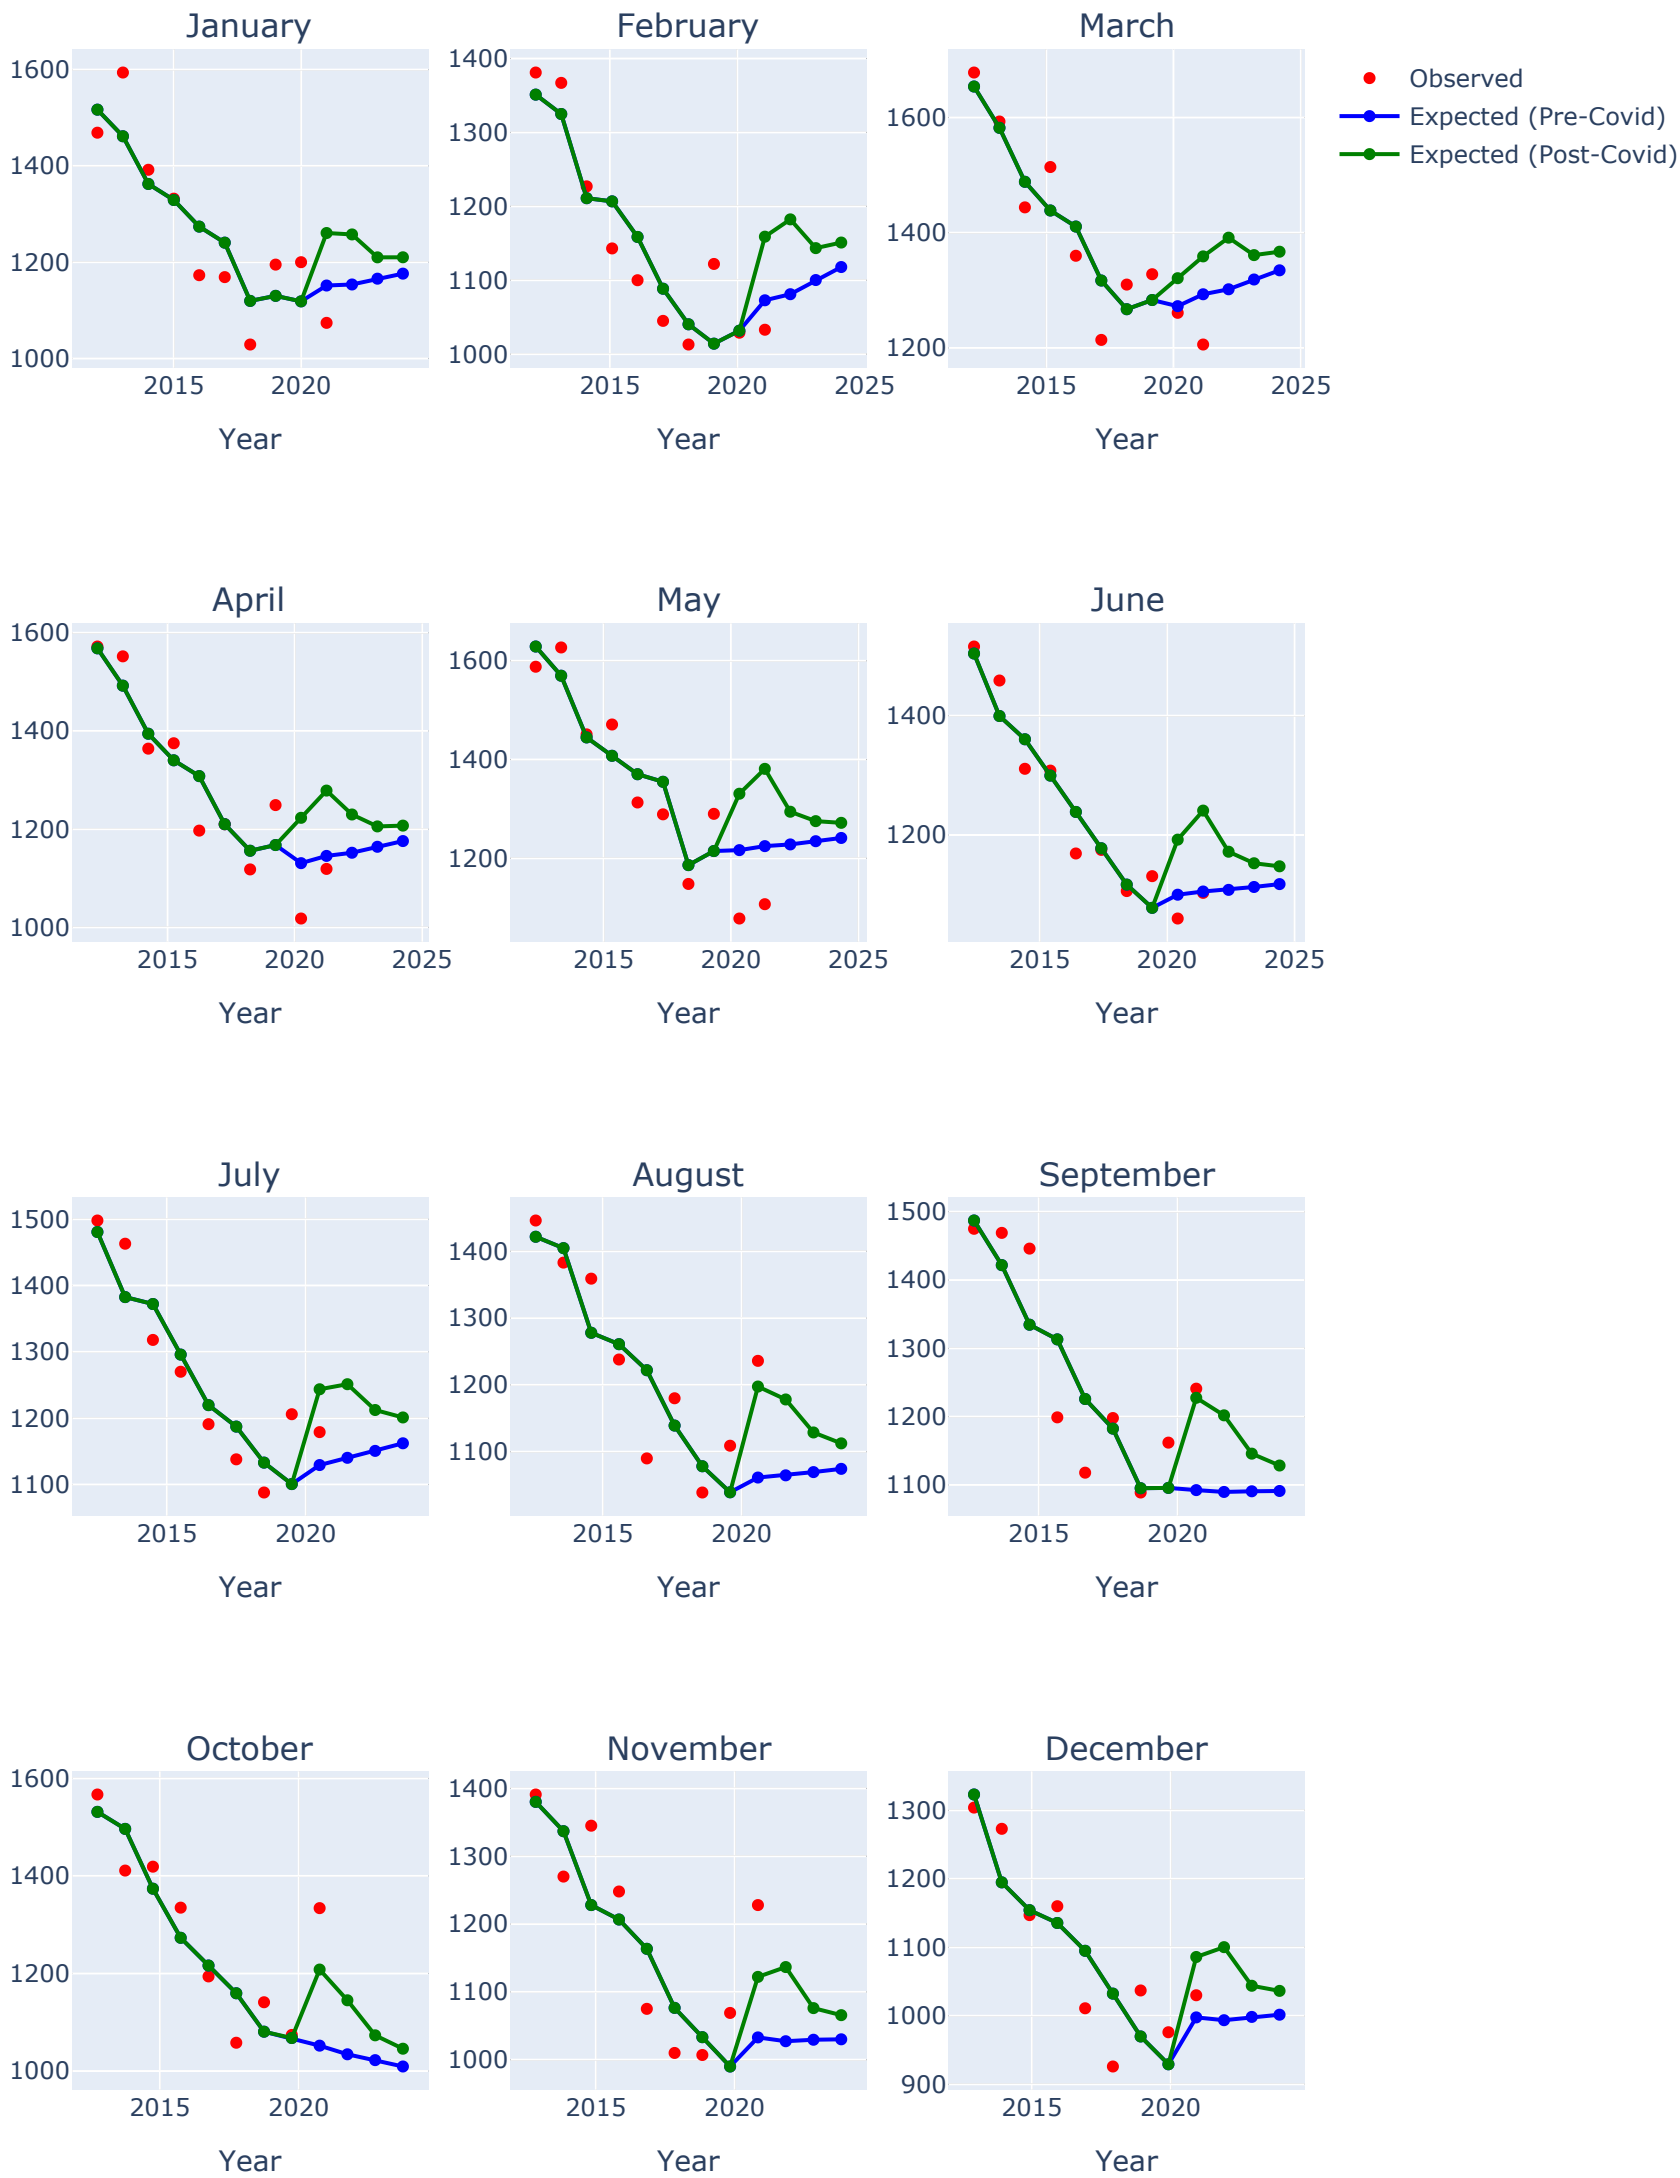 January
February
March
1600
1400
1200
1000
2015
2020
Year
1400
1300
1200
1100
1000
2015
2020
2025
Year
1600
1400
1200
2015
2020
2025
Year
Observed
Expected (Pre-Covid)
Expected (Post-Covid)
April
May
June
1600
1400
1200
1000
2015
2020
2025
Year
1600
1400
1200
2015
2020
2025
Year
1400
1200
2015
2020
2025
Year
July
August
September
1500
1400
1300
1200
1100
2015
2020
Year
1400
1300
1200
1100
2015
2020
Year
1500
1400
1300
1200
1100
2015
2020
Year
October
November
December
1600
1400
1200
1000
2015
2020
Year
1400
1300
1200
1100
1000
2015
2020
Year
1300
1200
1100
1000
900
2015
2020
Year